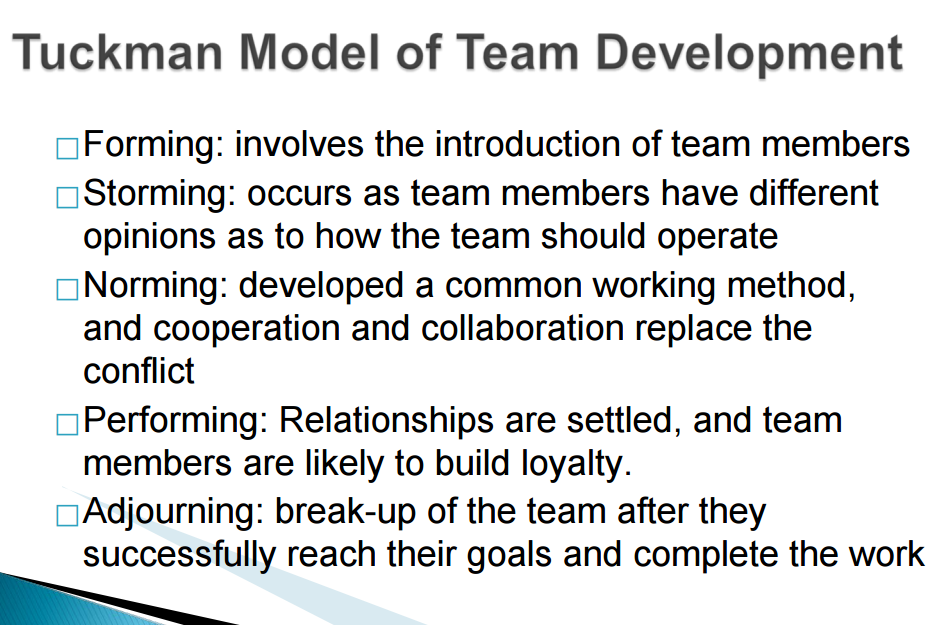 Tuckman Model of Team Development
Forming: involves the introduction of team members
Storming: occurs as team members have different
opinions as to how the team should operate
Norming: developed a common working method,
and cooperation and collaboration replace the
conflict
Performing: Relationships are settled, and team
members are likely to build loyalty.
Adjourning: break-up of the team after they
successfully reach their goals and complete the work